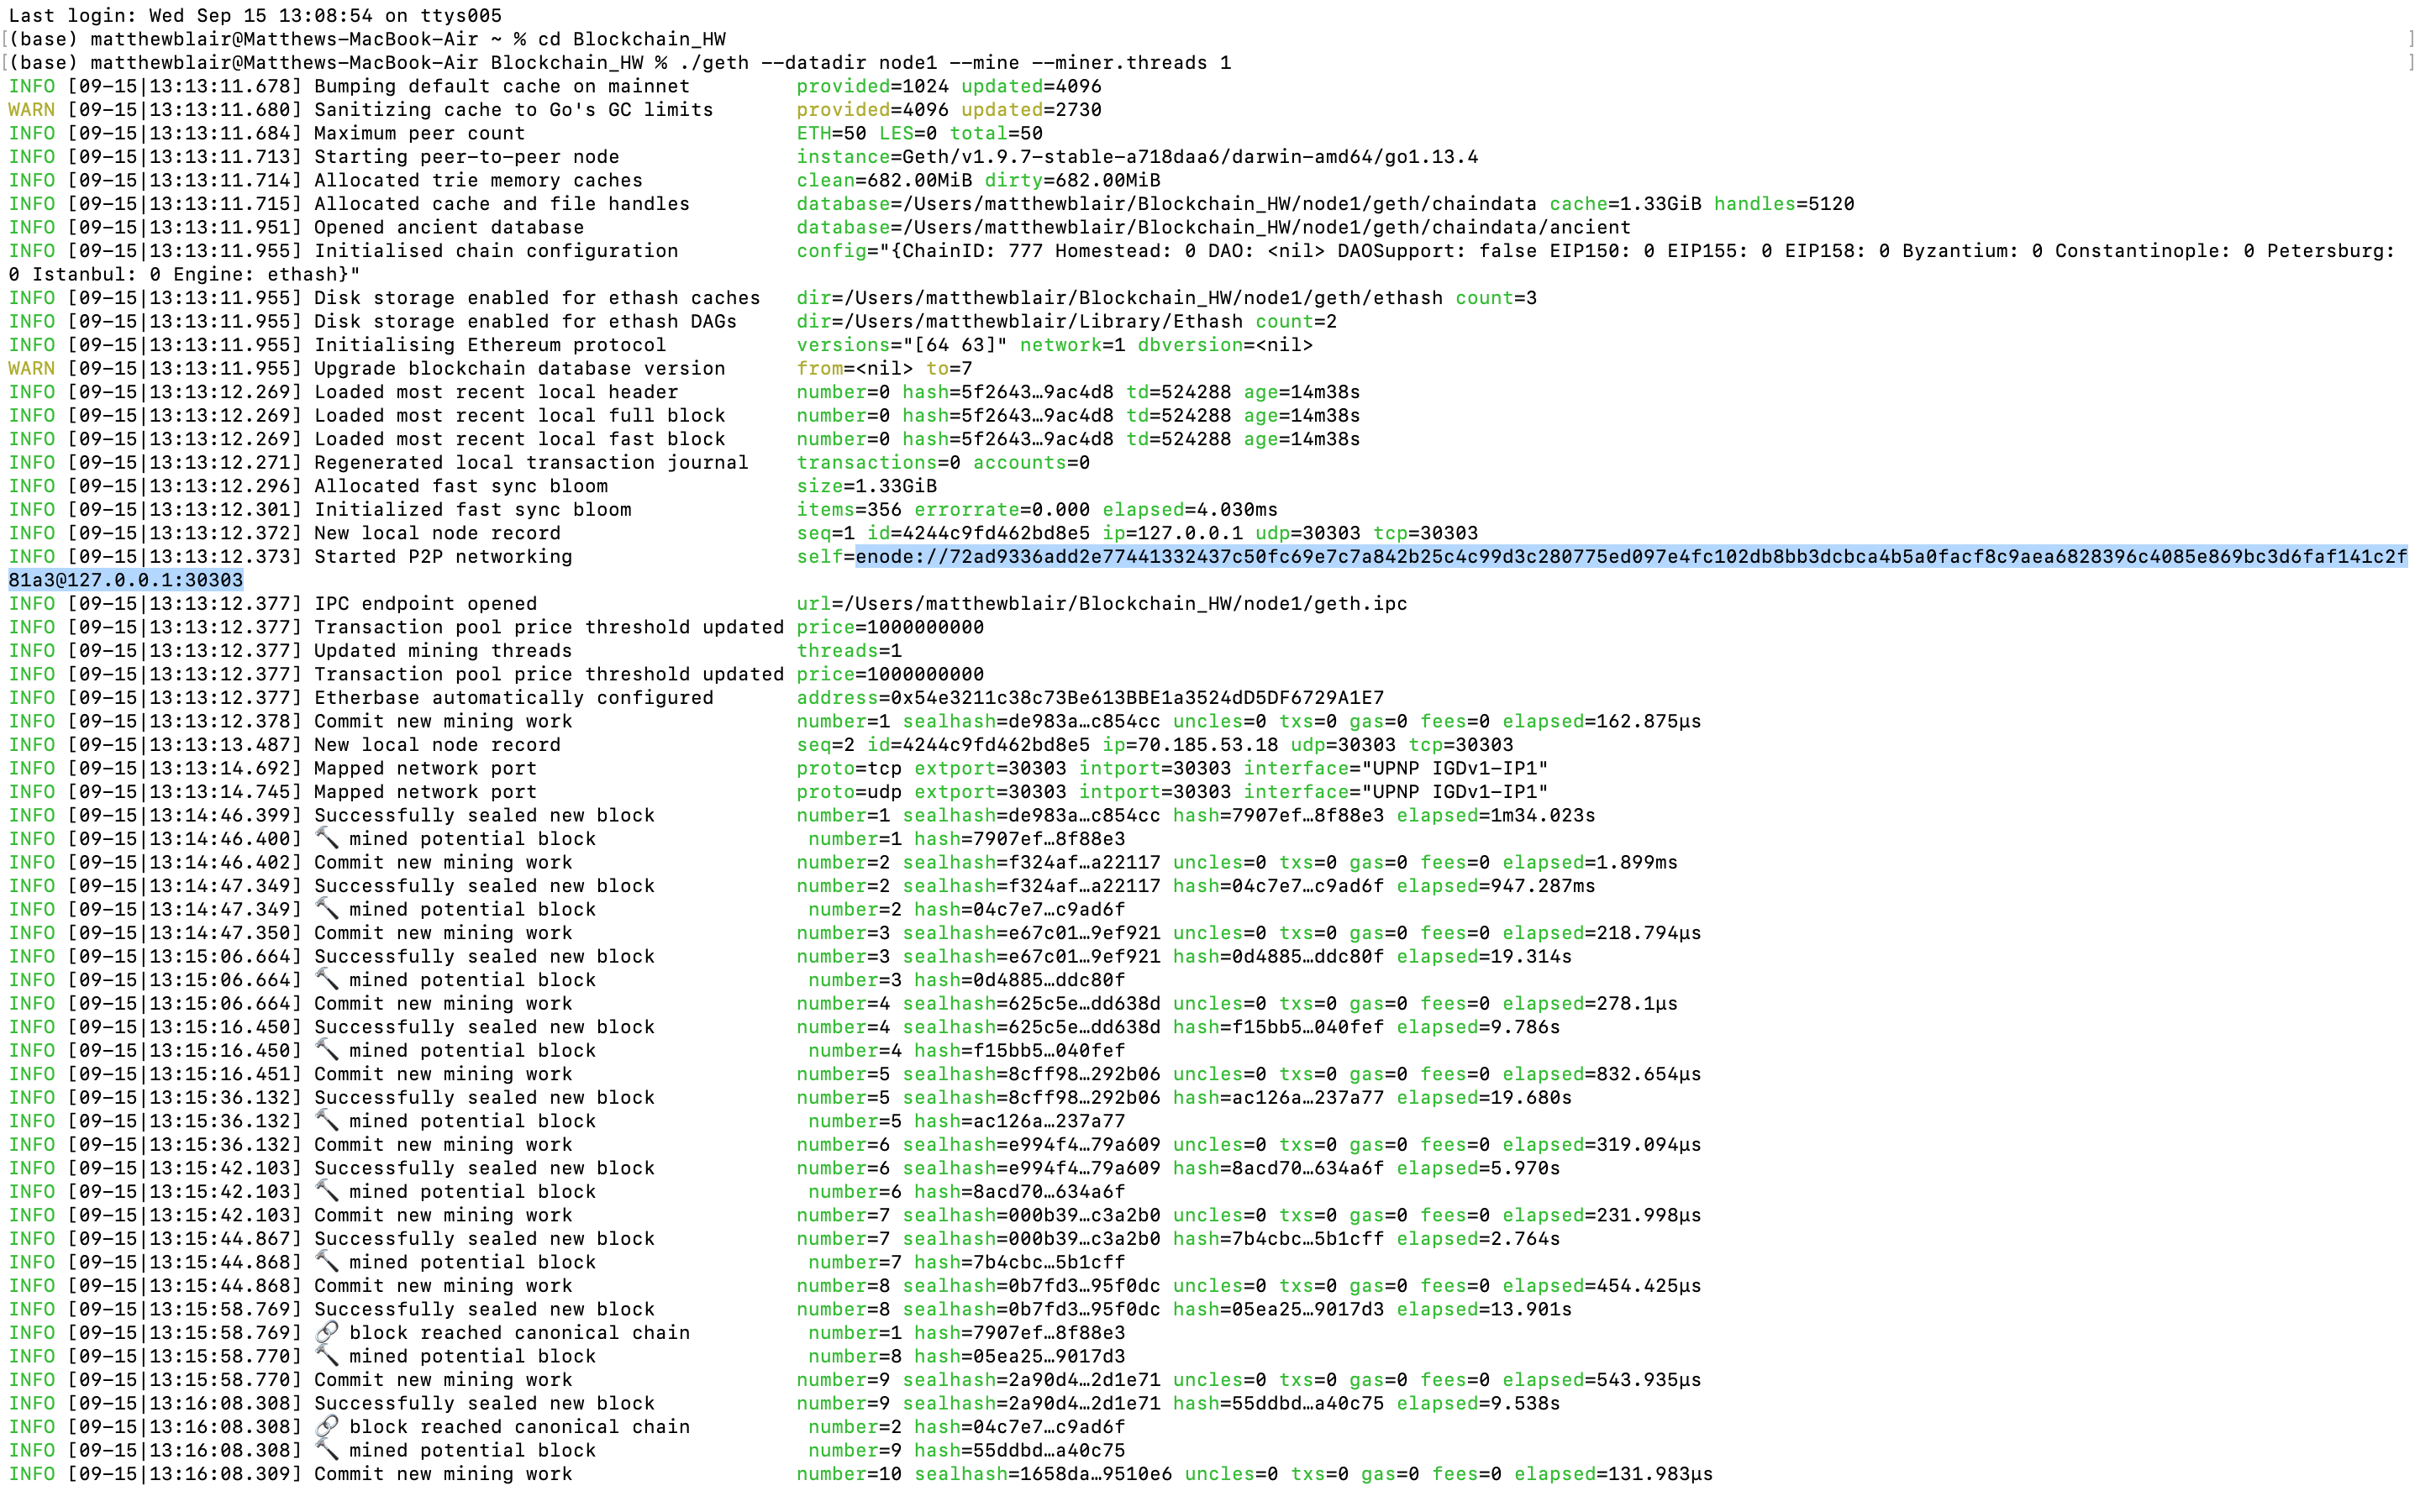 Last login: Wed Sep 15 13:08:54 on ttys005
[(base) matthewblair@Matthews-MacBook-Air ~ % cd Blockchain_HW ]
[(base) matthewblair@Matthews-MacBook-Air Blockchain_HW % ./geth --datadir node1 --mine --miner.threads 1 ]
INFO [09-15|13:13:11.678] Bumping default cache on mainnet provided=1024 updated=4096
WARN [09-15|13:13:11.680] Sanitizing cache to Go's GC limits provided=4096 updated=2730
INFO [09-15|13:13:11.684] Maximum peer count ETH=50 LES=0 total=50
INFO [09-15|13:13:11.713] Starting peer-to-peer node instance=Geth/v1.9.7-stable-a718daa6/darwin-amd64/go1.13.4
INFO [09-15|13:13:11.714] Allocated trie memory caches clean=682.00MiB dirty=682.00MiB
INFO [09-15|13:13:11.715] Allocated cache and file handles database=/Users/matthewblair/Blockchain_HW/node1/geth/chaindata cache=1.33GiB handles=5120
INFO [09-15|13:13:11.951] Opened ancient database database=/Users/matthewblair/Blockchain_HW/node1/geth/chaindata/ancient
INFO [09-15|13:13:11.955] Initialised chain configuration config="{ChainID: 777 Homestead: 0 DAO: <nil> DAOSupport: false EIP150: 0 EIP155: 0 EIP158: 0 Byzantium: 0 Constantinople: 0 Petersburg:
0 Istanbul: 0 Engine: ethash}"
INFO [09-15|13:13:11.955] Disk storage enabled for ethash caches dir=/Users/matthewblair/Blockchain_HW/node1/geth/ethash count=3
INFO [09-15|13:13:11.955] Disk storage enabled for ethash DAGs dir=/Users/matthewblair/Library/Ethash count=2
INFO [09-15|13:13:11.955] Initialising Ethereum protocol versions="[64 63]" network=1 dbversion=<nil>
WARN [09-15|13:13:11.955] Upgrade blockchain database version from=<nil> to=7
INFO [09-15|13:13:12.269] Loaded most recent local header number=0 hash=5f2643…9ac4d8 td=524288 age=14m38s
INFO [09-15|13:13:12.269] Loaded most recent local full block number=0 hash=5f2643…9ac4d8 td=524288 age=14m38s
INFO [09-15|13:13:12.269] Loaded most recent local fast block number=0 hash=5f2643…9ac4d8 td=524288 age=14m38s
INFO [09-15|13:13:12.271] Regenerated local transaction journal transactions=0 accounts=0
INFO [09-15|13:13:12.296] Allocated fast sync bloom size=1.33GiB
INFO [09-15|13:13:12.301] Initialized fast sync bloom items=356 errorrate=0.000 elapsed=4.030ms
INFO [09-15|13:13:12.372] New local node record seq=1 id=4244c9fd462bd8e5 ip=127.0.0.1 udp=30303 tcp=30303
INFO [09-15|13:13:12.373] Started P2P networking self=enode://72ad9336add2e77441332437c50fc69e7c7a842b25c4c99d3c280775ed097e4fc102db8bb3dcbca4b5a0facf8c9aea6828396c4085e869bc3d6faf141c2f
81a3@127.0.0.1:30303
INFO [09-15|13:13:12.377] IPC endpoint opened url=/Users/matthewblair/Blockchain_HW/node1/geth.ipc
INFO [09-15|13:13:12.377] Transaction pool price threshold updated price=1000000000
INFO [09-15|13:13:12.377] Updated mining threads threads=1
INFO [09-15|13:13:12.377] Transaction pool price threshold updated price=1000000000
INFO [09-15|13:13:12.377] Etherbase automatically configured address=0x54e3211c38c73Be613BBE1a3524dD5DF6729A1E7
INFO [09-15|13:13:12.378] Commit new mining work number=1 sealhash=de983a…c854cc uncles=0 txs=0 gas=0 fees=0 elapsed=162.875µs
INFO [09-15|13:13:13.487] New local node record seq=2 id=4244c9fd462bd8e5 ip=70.185.53.18 udp=30303 tcp=30303
INFO [09-15|13:13:14.692] Mapped network port proto=tcp extport=30303 intport=30303 interface="UPNP IGDv1-IP1"
INFO [09-15|13:13:14.745] Mapped network port proto=udp extport=30303 intport=30303 interface="UPNP IGDv1-IP1"
INFO [09-15|13:14:46.399] Successfully sealed new block number=1 sealhash=de983a…c854cc hash=7907ef…8f88e3 elapsed=1m34.023s
INFO [09-15|13:14:46.400] 🔨 mined potential block number=1 hash=7907ef…8f88e3
INFO [09-15|13:14:46.402] Commit new mining work number=2 sealhash=f324af…a22117 uncles=0 txs=0 gas=0 fees=0 elapsed=1.899ms
INFO [09-15|13:14:47.349] Successfully sealed new block number=2 sealhash=f324af…a22117 hash=04c7e7…c9ad6f elapsed=947.287ms
INFO [09-15|13:14:47.349] 🔨 mined potential block number=2 hash=04c7e7…c9ad6f
INFO [09-15|13:14:47.350] Commit new mining work number=3 sealhash=e67c01…9ef921 uncles=0 txs=0 gas=0 fees=0 elapsed=218.794µs
INFO [09-15|13:15:06.664] Successfully sealed new block number=3 sealhash=e67c01…9ef921 hash=0d4885…ddc80f elapsed=19.314s
INFO [09-15|13:15:06.664] 🔨 mined potential block number=3 hash=0d4885…ddc80f
INFO [09-15|13:15:06.664] Commit new mining work number=4 sealhash=625c5e…dd638d uncles=0 txs=0 gas=0 fees=0 elapsed=278.1µs
INFO [09-15|13:15:16.450] Successfully sealed new block number=4 sealhash=625c5e…dd638d hash=f15bb5…040fef elapsed=9.786s
INFO [09-15|13:15:16.450] 🔨 mined potential block number=4 hash=f15bb5…040fef
INFO [09-15|13:15:16.451] Commit new mining work number=5 sealhash=8cff98…292b06 uncles=0 txs=0 gas=0 fees=0 elapsed=832.654µs
INFO [09-15|13:15:36.132] Successfully sealed new block number=5 sealhash=8cff98…292b06 hash=ac126a…237a77 elapsed=19.680s
INFO [09-15|13:15:36.132] 🔨 mined potential block number=5 hash=ac126a…237a77
INFO [09-15|13:15:36.132] Commit new mining work number=6 sealhash=e994f4…79a609 uncles=0 txs=0 gas=0 fees=0 elapsed=319.094µs
INFO [09-15|13:15:42.103] Successfully sealed new block number=6 sealhash=e994f4…79a609 hash=8acd70…634a6f elapsed=5.970s
INFO [09-15|13:15:42.103] 🔨 mined potential block number=6 hash=8acd70…634a6f
INFO [09-15|13:15:42.103] Commit new mining work number=7 sealhash=000b39…c3a2b0 uncles=0 txs=0 gas=0 fees=0 elapsed=231.998µs
INFO [09-15|13:15:44.867] Successfully sealed new block number=7 sealhash=000b39…c3a2b0 hash=7b4cbc…5b1cff elapsed=2.764s
INFO [09-15|13:15:44.868] 🔨 mined potential block number=7 hash=7b4cbc…5b1cff
INFO [09-15|13:15:44.868] Commit new mining work number=8 sealhash=0b7fd3…95f0dc uncles=0 txs=0 gas=0 fees=0 elapsed=454.425µs
INFO [09-15|13:15:58.769] Successfully sealed new block number=8 sealhash=0b7fd3…95f0dc hash=05ea25…9017d3 elapsed=13.901s
INFO [09-15|13:15:58.769] 🔗 block reached canonical chain number=1 hash=7907ef…8f88e3
INFO [09-15|13:15:58.770] 🔨 mined potential block number=8 hash=05ea25…9017d3
INFO [09-15|13:15:58.770] Commit new mining work number=9 sealhash=2a90d4…2d1e71 uncles=0 txs=0 gas=0 fees=0 elapsed=543.935µs
INFO [09-15|13:16:08.308] Successfully sealed new block number=9 sealhash=2a90d4…2d1e71 hash=55ddbd…a40c75 elapsed=9.538s
INFO [09-15|13:16:08.308] 🔗 block reached canonical chain number=2 hash=04c7e7…c9ad6f
INFO [09-15|13:16:08.308] 🔨 mined potential block number=9 hash=55ddbd…a40c75
INFO [09-15|13:16:08.309] Commit new mining work number=10 sealhash=1658da…9510e6 uncles=0 txs=0 gas=0 fees=0 elapsed=131.983µs